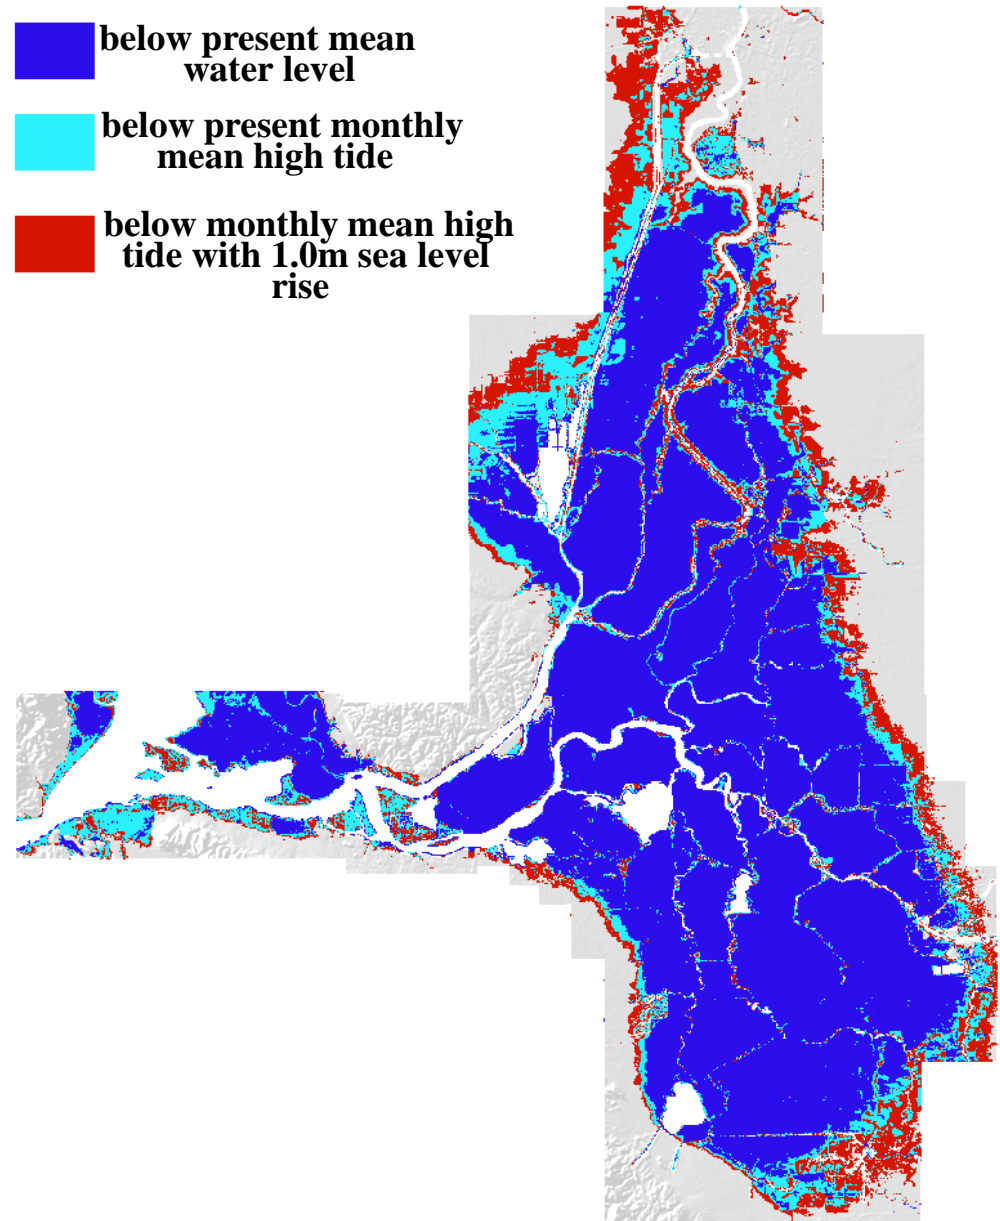 below present mean
water level
below present monthly
mean high tide
below monthly mean high
tide with 1.0m sea level
rise